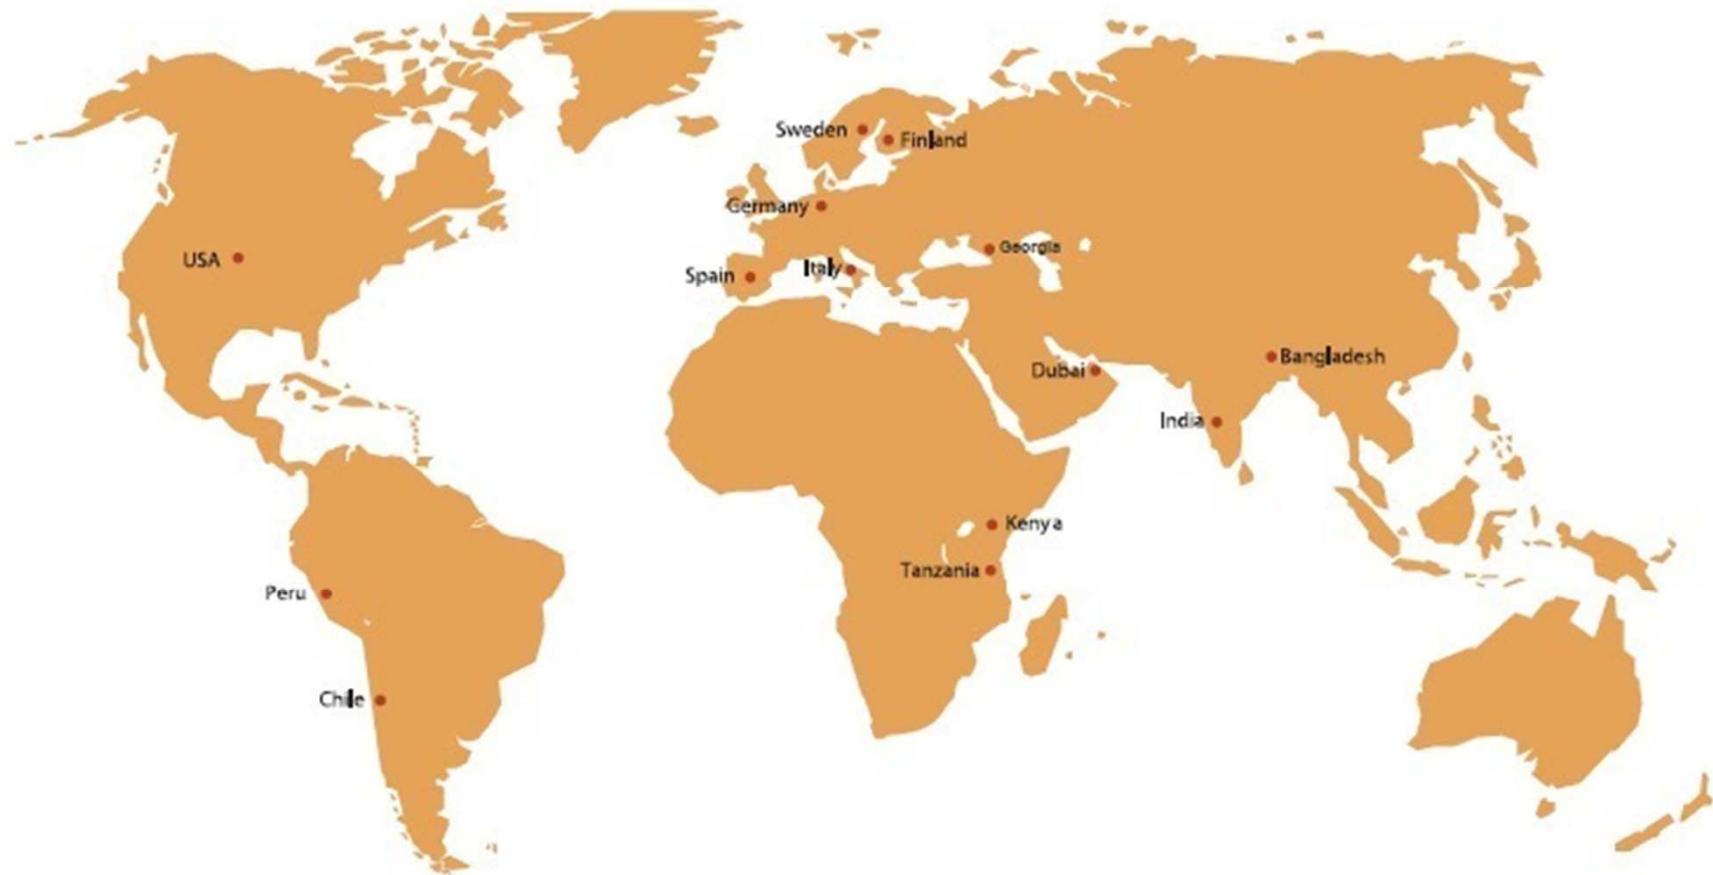 Sweden
Finland
Germany
Georgia
USA
Italy
Spain
Bangladesh
Dubai
India
Kenya
Tanzania
Peru
Chile